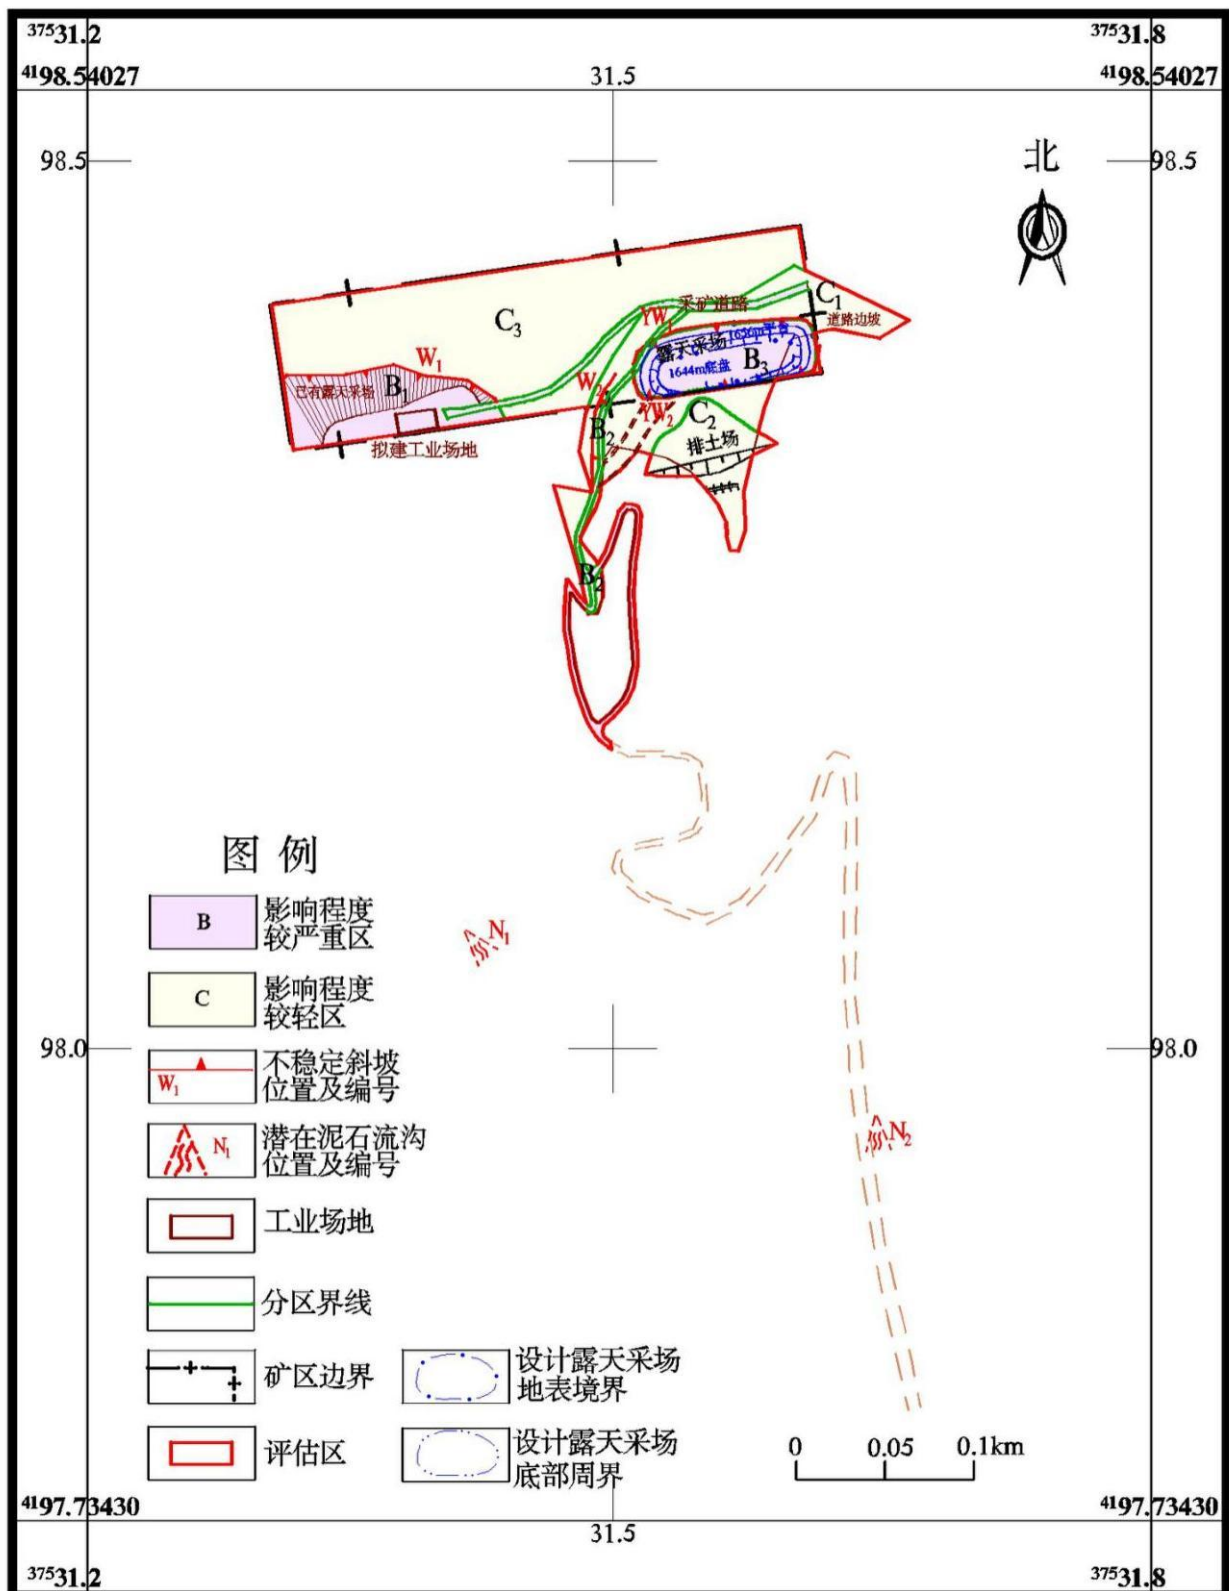 ³⁷⁵31.2
³⁷⁵31.8
⁴¹98.54027
31.5
⁴¹98.54027
98.5
98.5
北
C₃
采矿道路
C₁
道路边坡
YW₁
1656m平台
露天采场
B₃
1644m底盘
W₁
已有露天采场
B₁
W₂
YW₂
C₂
B₂
排土场
拟建工业场地
B₂
图 例
B
影响程度
较严重区
N₁
C
影响程度
较轻区
98.0
98.0
W₁
不稳定斜坡
位置及编号
N₁
潜在泥石流沟
位置及编号
N₂
工业场地
分区界线
矿区边界
设计露天采场
地表境界
评估区
设计露天采场
底部周界
0 0.05 0.1km
⁴¹97.73430
⁴¹97.73430
31.5
³⁷⁵31.2
³⁷⁵31.8